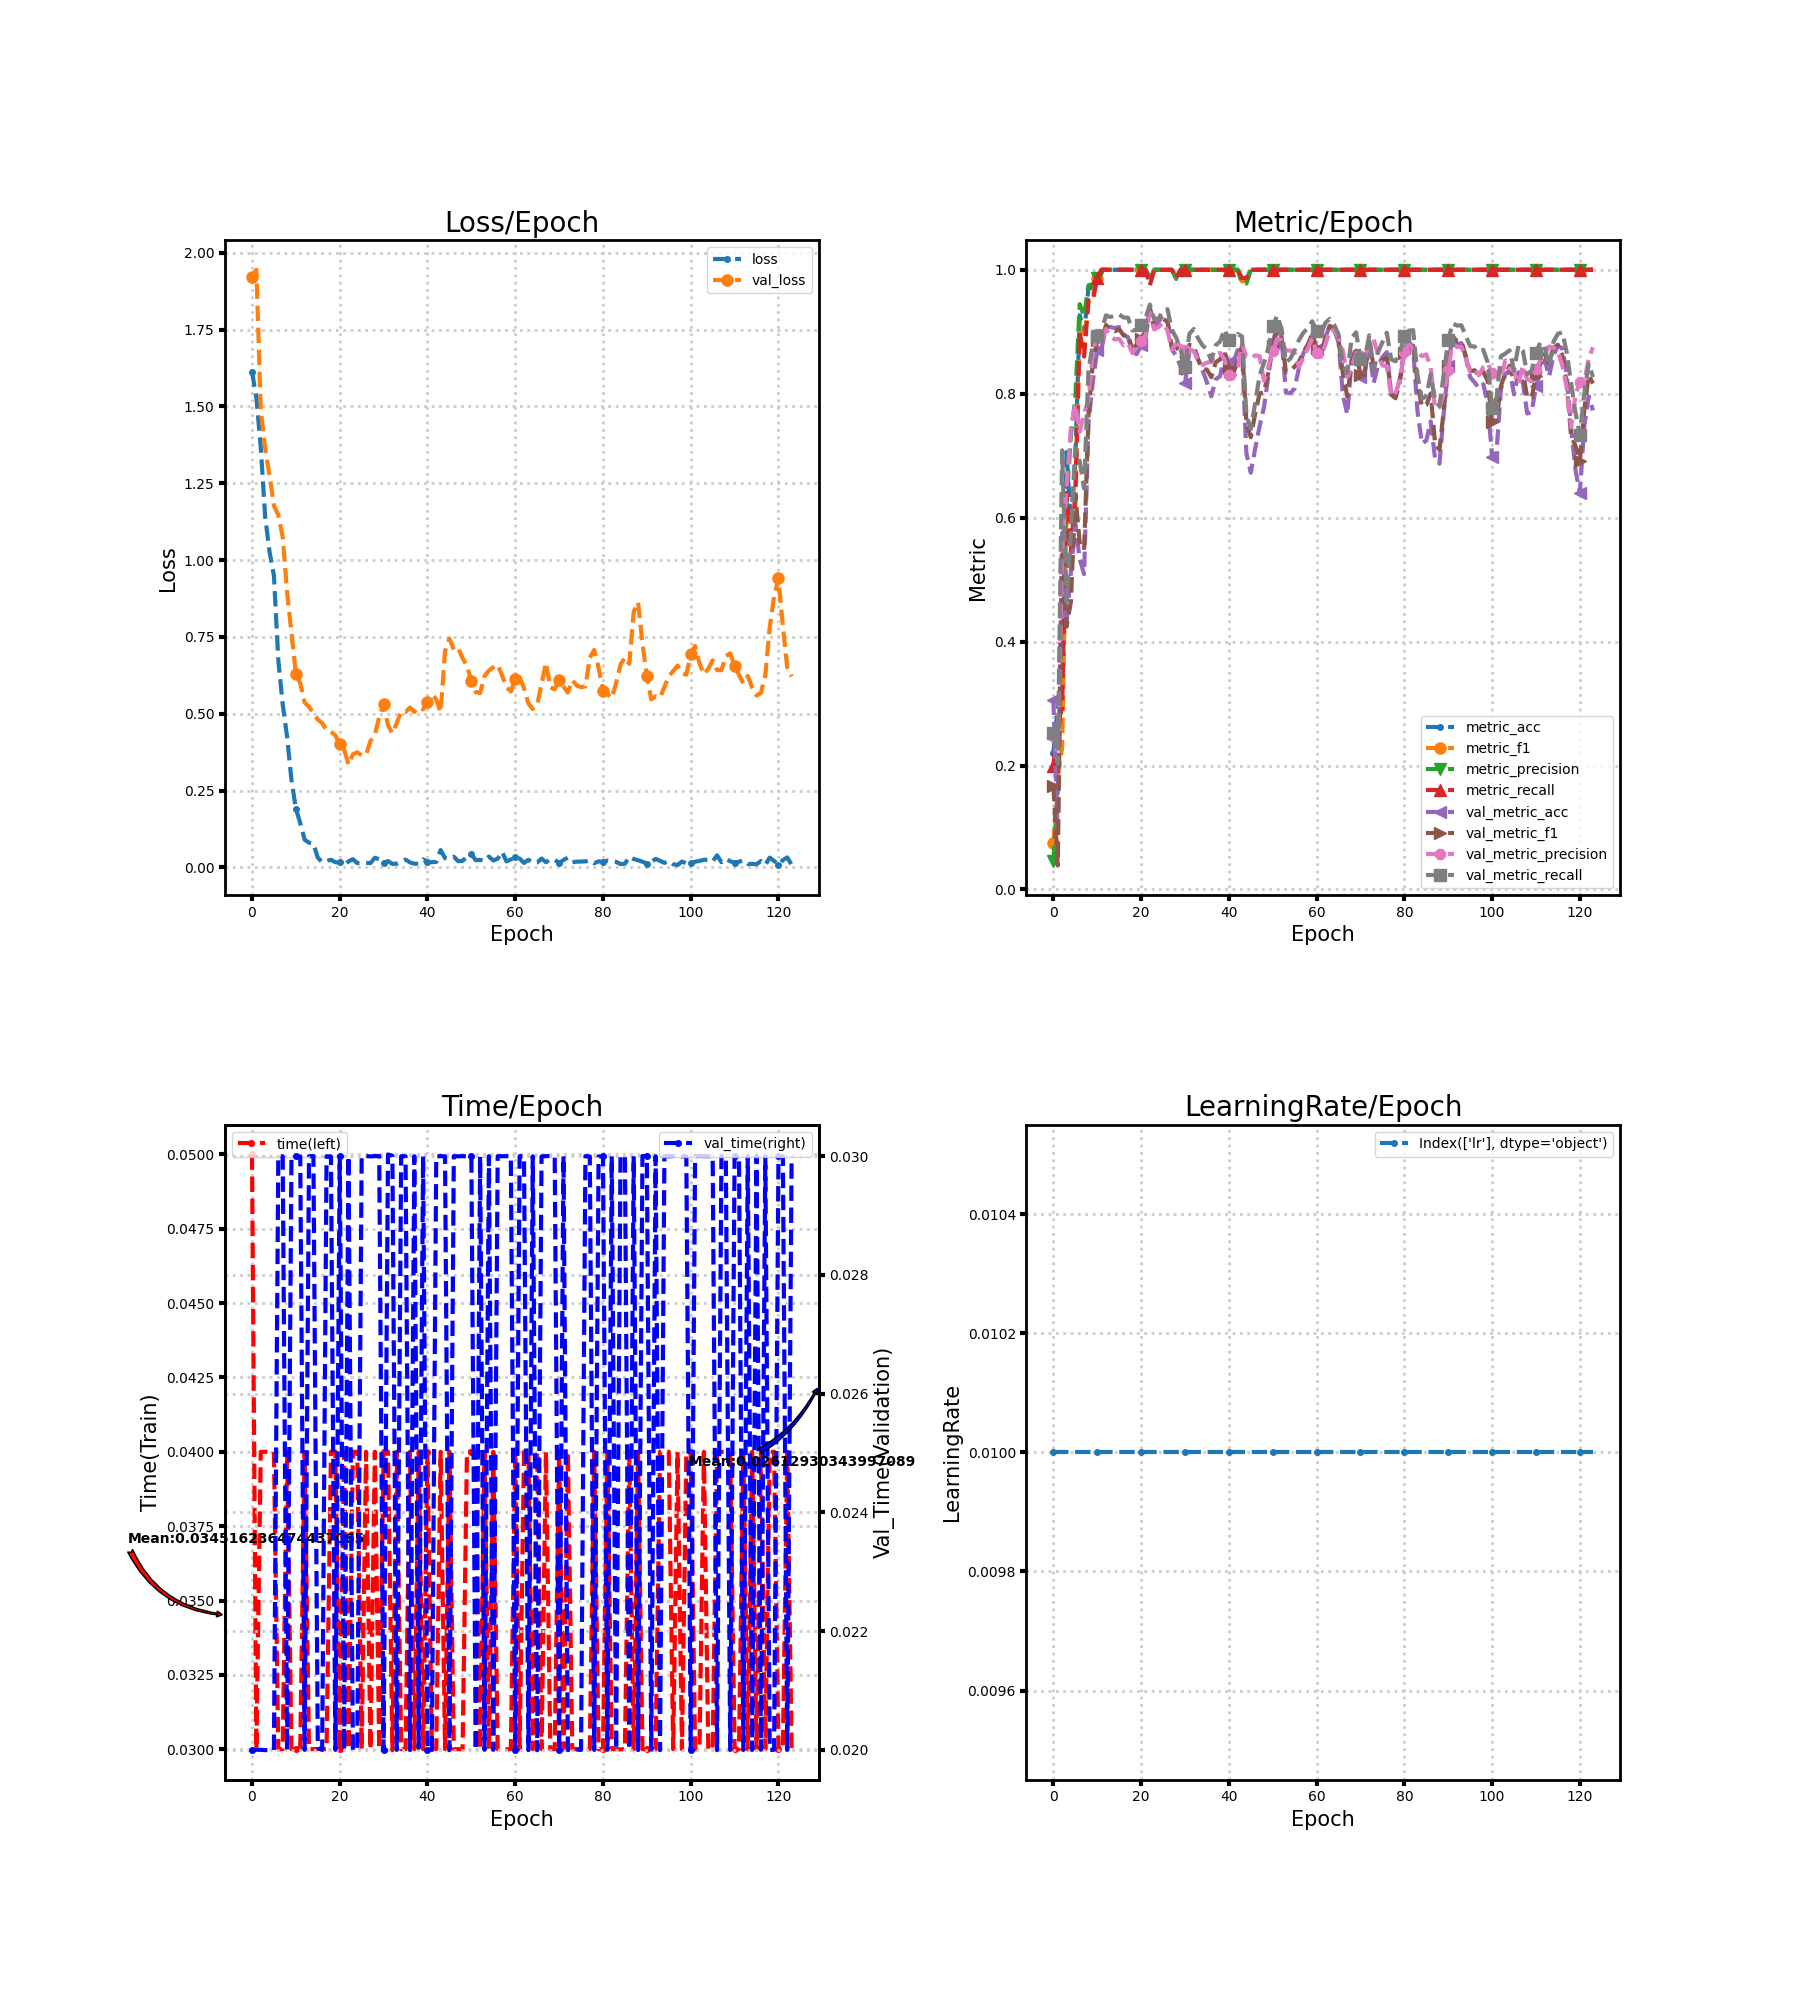 Loss/Epoch
2.00
1.75
1.50
1.25
1.00
0.75
0.50
0.25
0.00
Loss
loss
val_loss
0 20 40 60 80 100 120
Epoch
Metric/Epoch
1.0
0.8
0.6
0.4
0.2
0.0
Metric
metric_acc
metric_f1
metric_precision
metric_recall
val_metric_acc
val_metric_f1
val_metric_precision
val_metric_recall
0 20 40 60 80 100 120
Epoch
Time/Epoch
time(left)
val_time(right)
0.0500
0.0475
0.0450
0.0425
0.0400
0.0375
0.0350
0.0325
0.0300
Time(Train)
0.030
0.028
0.026
0.024
0.022
0.020
Val_Time(Validation)
Mean:0.02612930343997089
0 20 40 60 80 100 120
Epoch
LearningRate/Epoch
Index(['lr'], dtype='object')
0.0104
0.0102
0.0100
0.0098
0.0096
LearningRate
0 20 40 60 80 100 120
Epoch